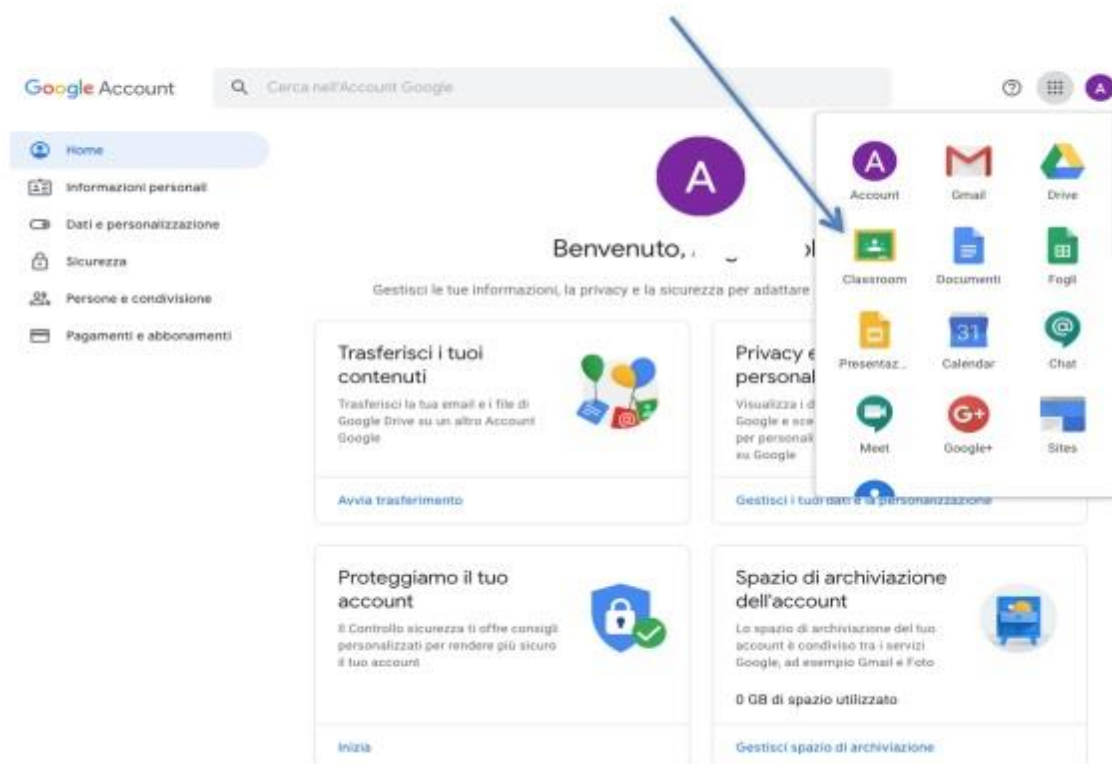 Google Account
Cerca nell'Account Google
A
Home
Informazioni personali
Dati e personalizzazione
Sicurezza
Persone e condivisione
Pagamenti e abbonamenti
A
Benvenuto,
Gestisci le tue informazioni, la privacy e la sicurezza per adattare
Trasferisci i tuoi
contenuti
Trasferisci la tua email e i file di
Google Drive su un altro Account
Google
Avvia trasferimento
Privacy e
personal
Visualizza i d
Google e sce
per personali
su Google
Gestisci i tuoi dati e la personalizzazione
A
Account
Gmail
Drive
Classroom
Documenti
Fogli
31
Presentaz...
Calendar
Chat
G+
Meet
Google+
Sites
Proteggiamo il tuo
account
Il Controllo sicurezza ti offre consigli
personalizzati per rendere più sicuro
il tuo account
Inizia
Spazio di archiviazione
dell'account
Lo spazio di archiviazione del tuo
account è condiviso tra i servizi
Google, ad esempio Gmail e Foto
0 GB di spazio utilizzato
Gestisci spazio di archiviazione